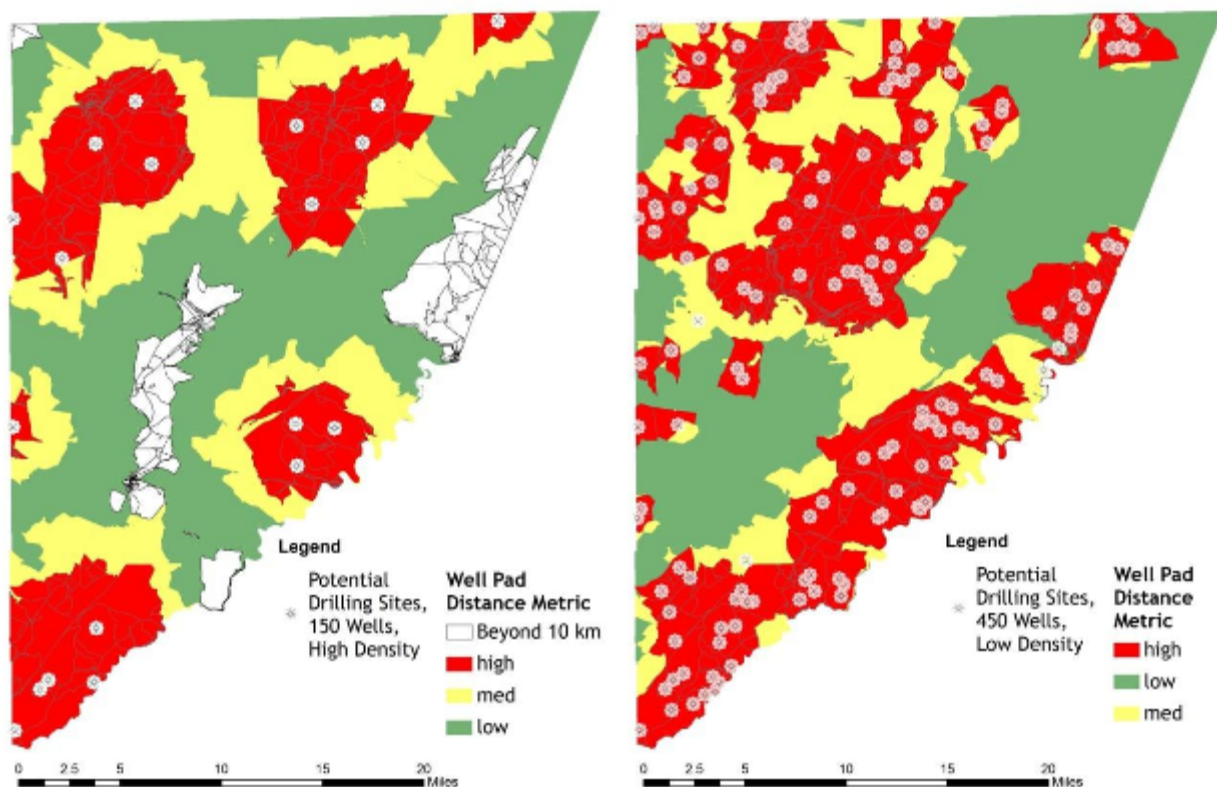 Legend
Potential
Drilling Sites,
150 Wells,
High Density
Well Pad
Distance Metric
Beyond 10 km
high
med
low
0 2.5 5 10 15 20
Miles
Legend
Potential
Drilling Sites,
450 Wells,
Low Density
Well Pad
Distance
Metric
high
low
med
0 2.5 5 10 15 20
Miles